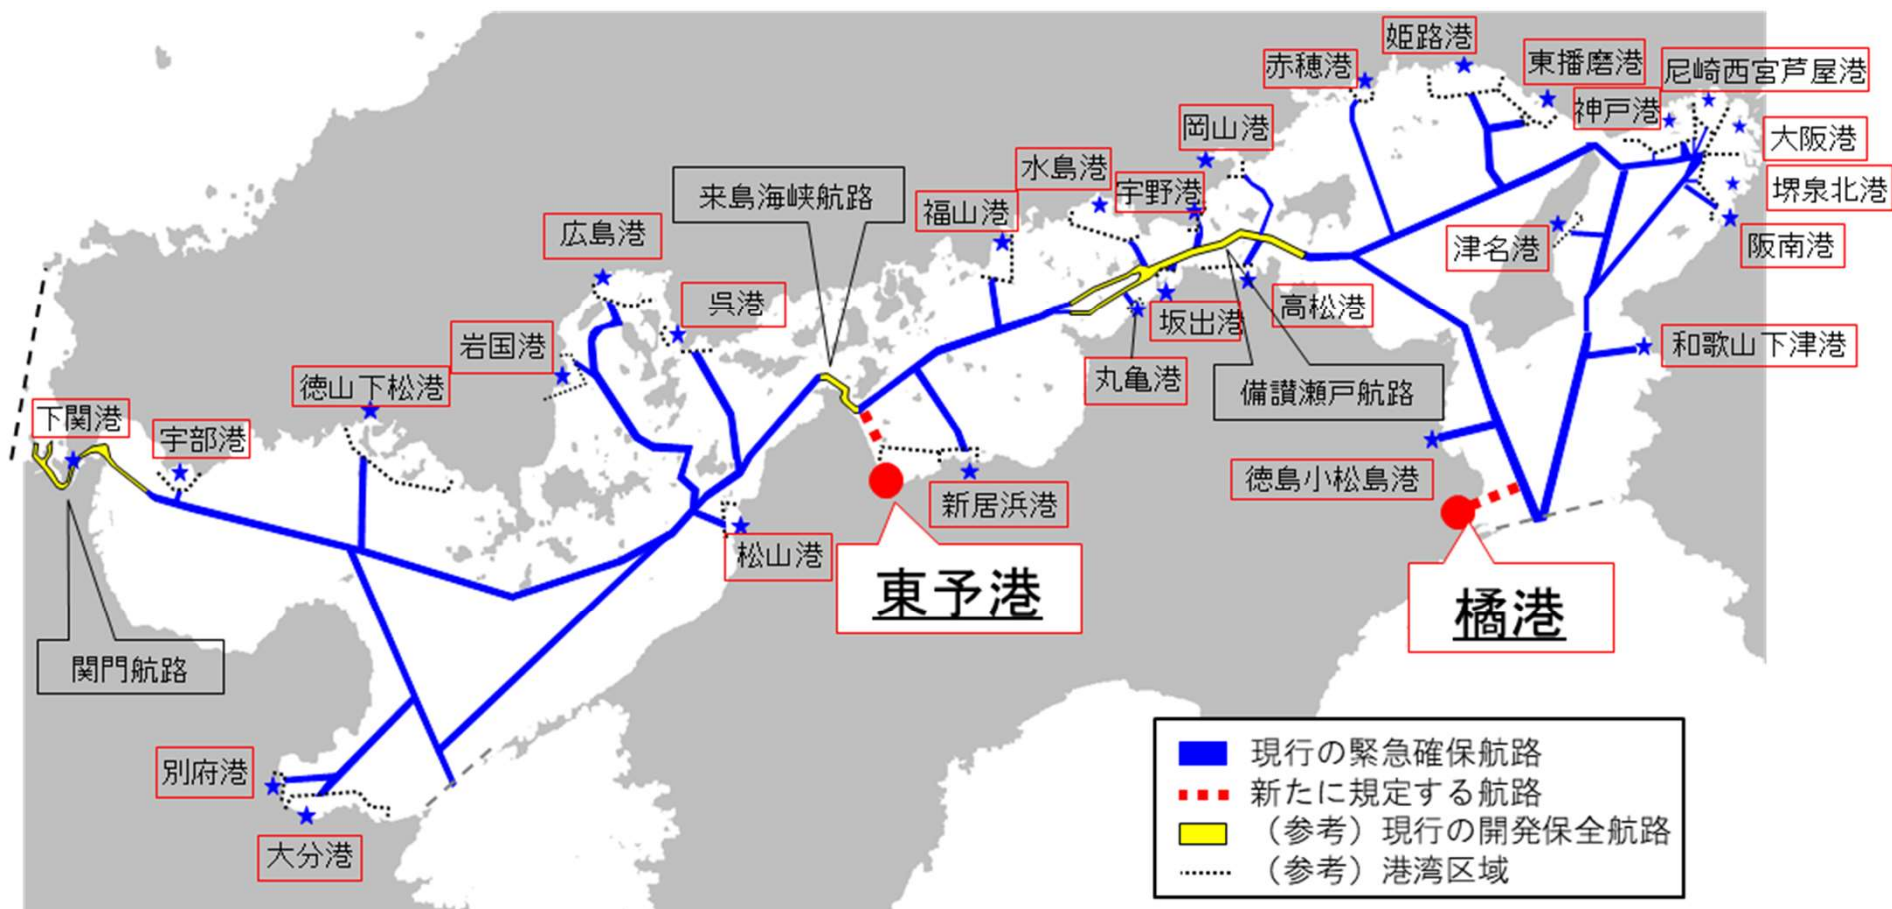 姫路港
赤穂港
東播磨港
尼崎西宮芦屋港
神戸港
岡山港
大阪港
水島港
宇野港
来島海峡航路
福山港
堺泉北港
広島港
津名港
阪南港
呉港
高松港
坂出港
岩国港
和歌山下津港
丸亀港
徳山下松港
備讃瀬戸航路
下関港
宇部港
徳島小松島港
新居浜港
松山港
東予港
橘港
関門航路
別府港
大分港
現行の緊急確保航路
新たに規定する航路
（参考）現行の開発保全航路
（参考）港湾区域